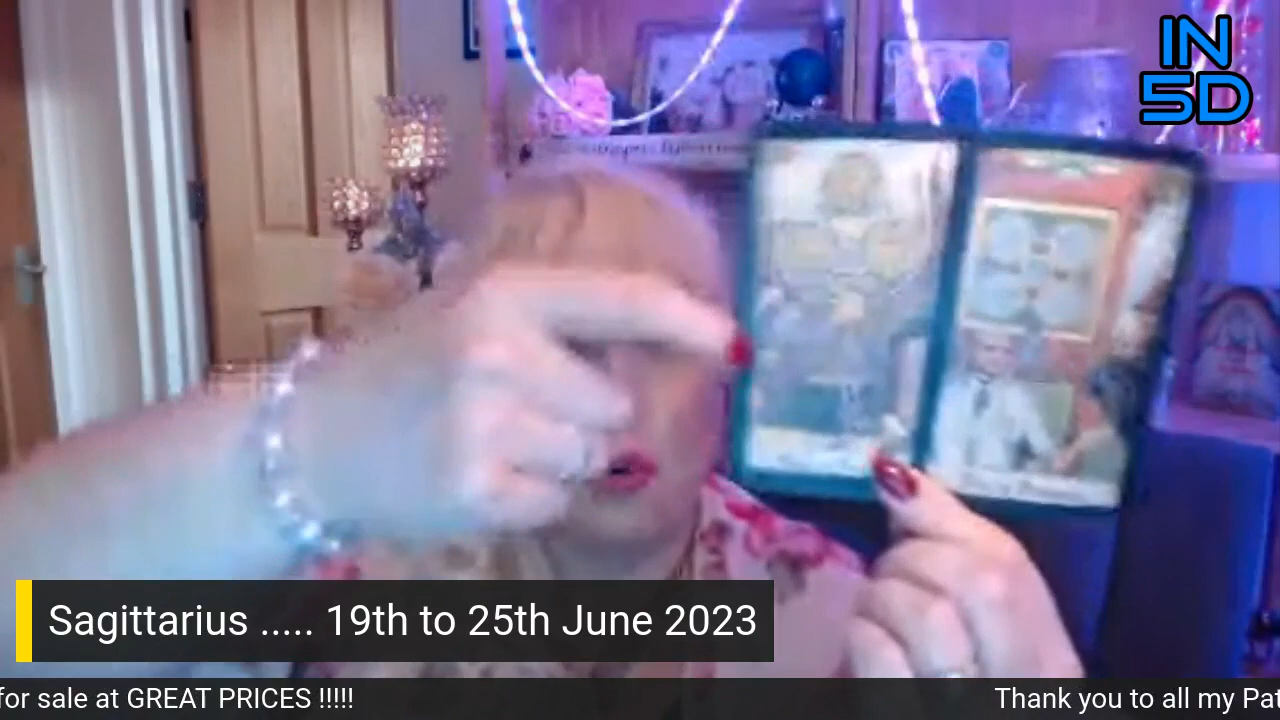 IN
5D
Sagittarius ..... 19th to 25th June 2023
for sale at GREAT PRICES !!!!!
Thank you to all my Pat